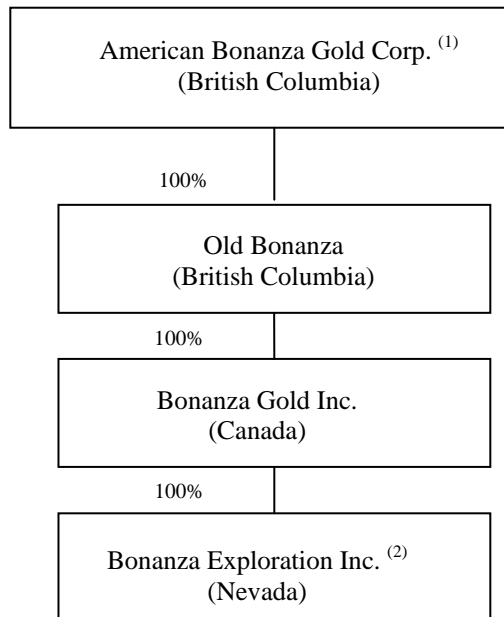 American Bonanza Gold Corp. (1)
(British Columbia)
100%
Old Bonanza
(British Columbia)
100%
Bonanza Gold Inc.
(Canada)
100%
Bonanza Exploration Inc. (2)
(Nevada)